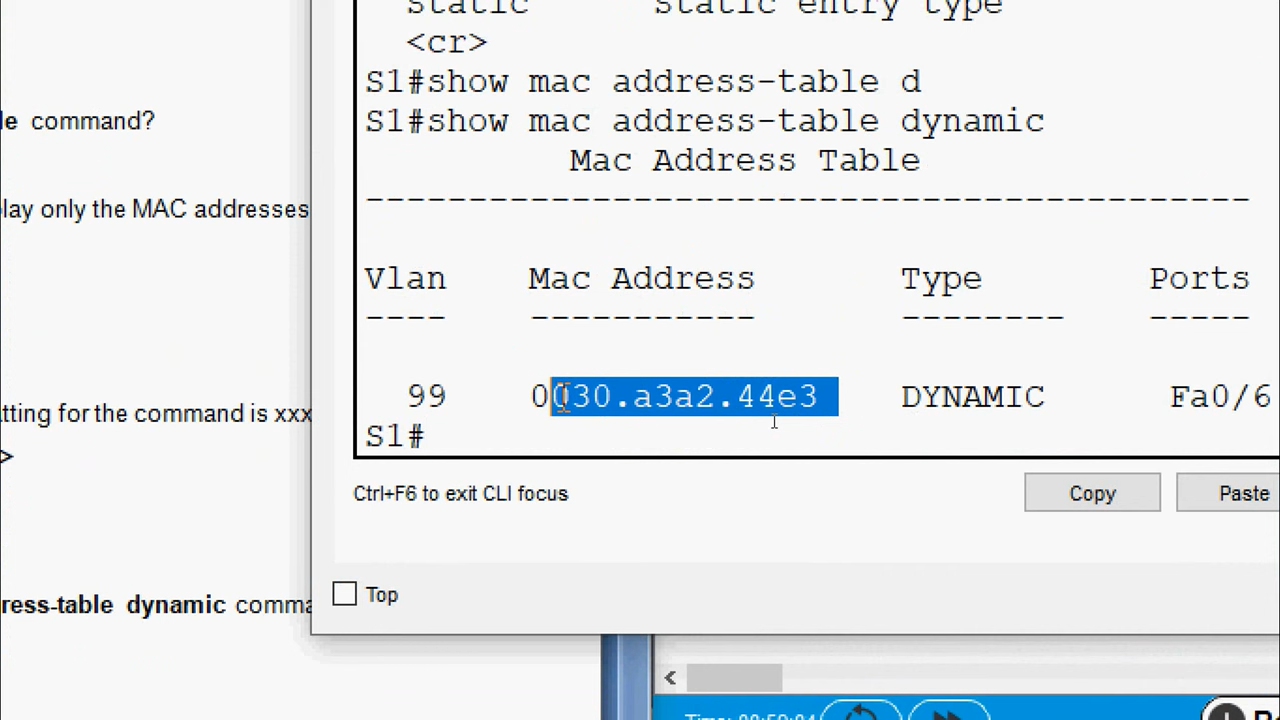 Static Static entry type
<cr>
S1#show mac address-table d
le command?
S1#show mac address-table dynamic
Mac Address Table
-------------------------------------------
play only the MAC addresses
Vlan Mac Address Type Ports
---- ----------- -------- -----
99 0030.a3a2.44e3 DYNAMIC Fa0/6
atting for the command is xxx
S1#
>
Ctrl+F6 to exit CLI focus
Copy
Paste
Top
ress-table dynamic comma
<